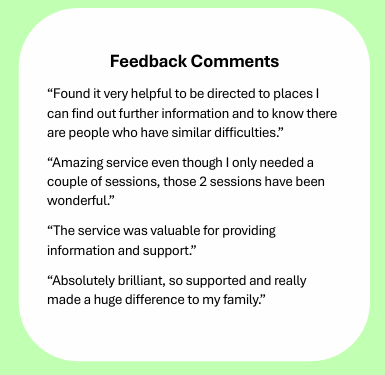 Feedback Comments
“Found it very helpful to be directed to places I
can find out further information and to know there
are people who have similar difficulties.”
“Amazing service even though I only needed a
couple of sessions, those 2 sessions have been
wonderful.”
“The service was valuable for providing
information and support.”
“Absolutely brilliant, so supported and really
made a huge difference to my family.”